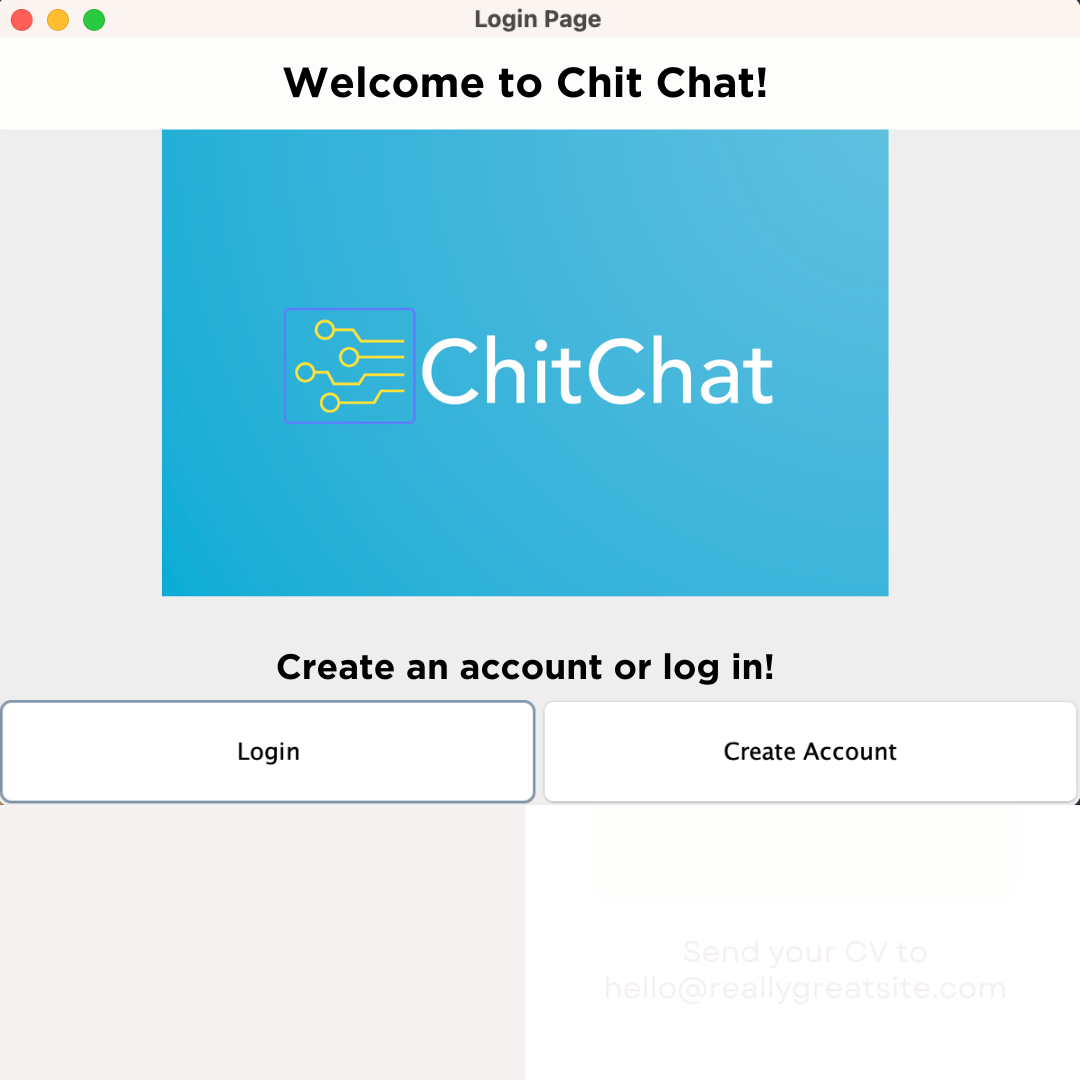 Login Page
Welcome to Chit Chat!
ChitChat
Create an account or log in!
Login
Create Account
Send your CV to
hello@reallygreatsite.com